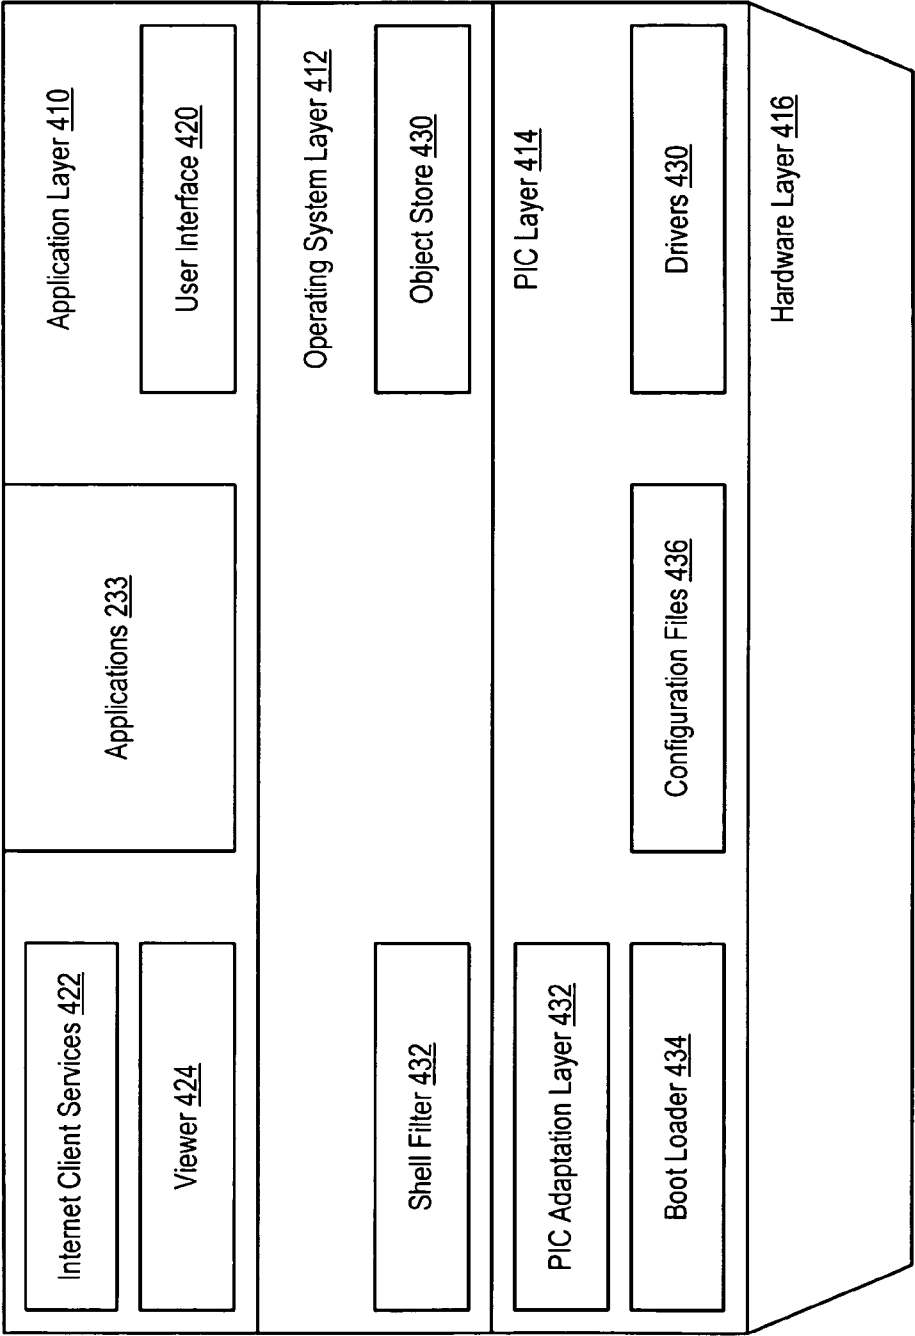 Application Layer 410
User Interface 420
Applications 233
Internet Client Services 422
Viewer 424
Operating System Layer 412
Object Store 430
Shell Filter 432
PIC Layer 414
Drivers 430
Configuration Files 436
PIC Adaptation Layer 432
Boot Loader 434
Hardware Layer 416